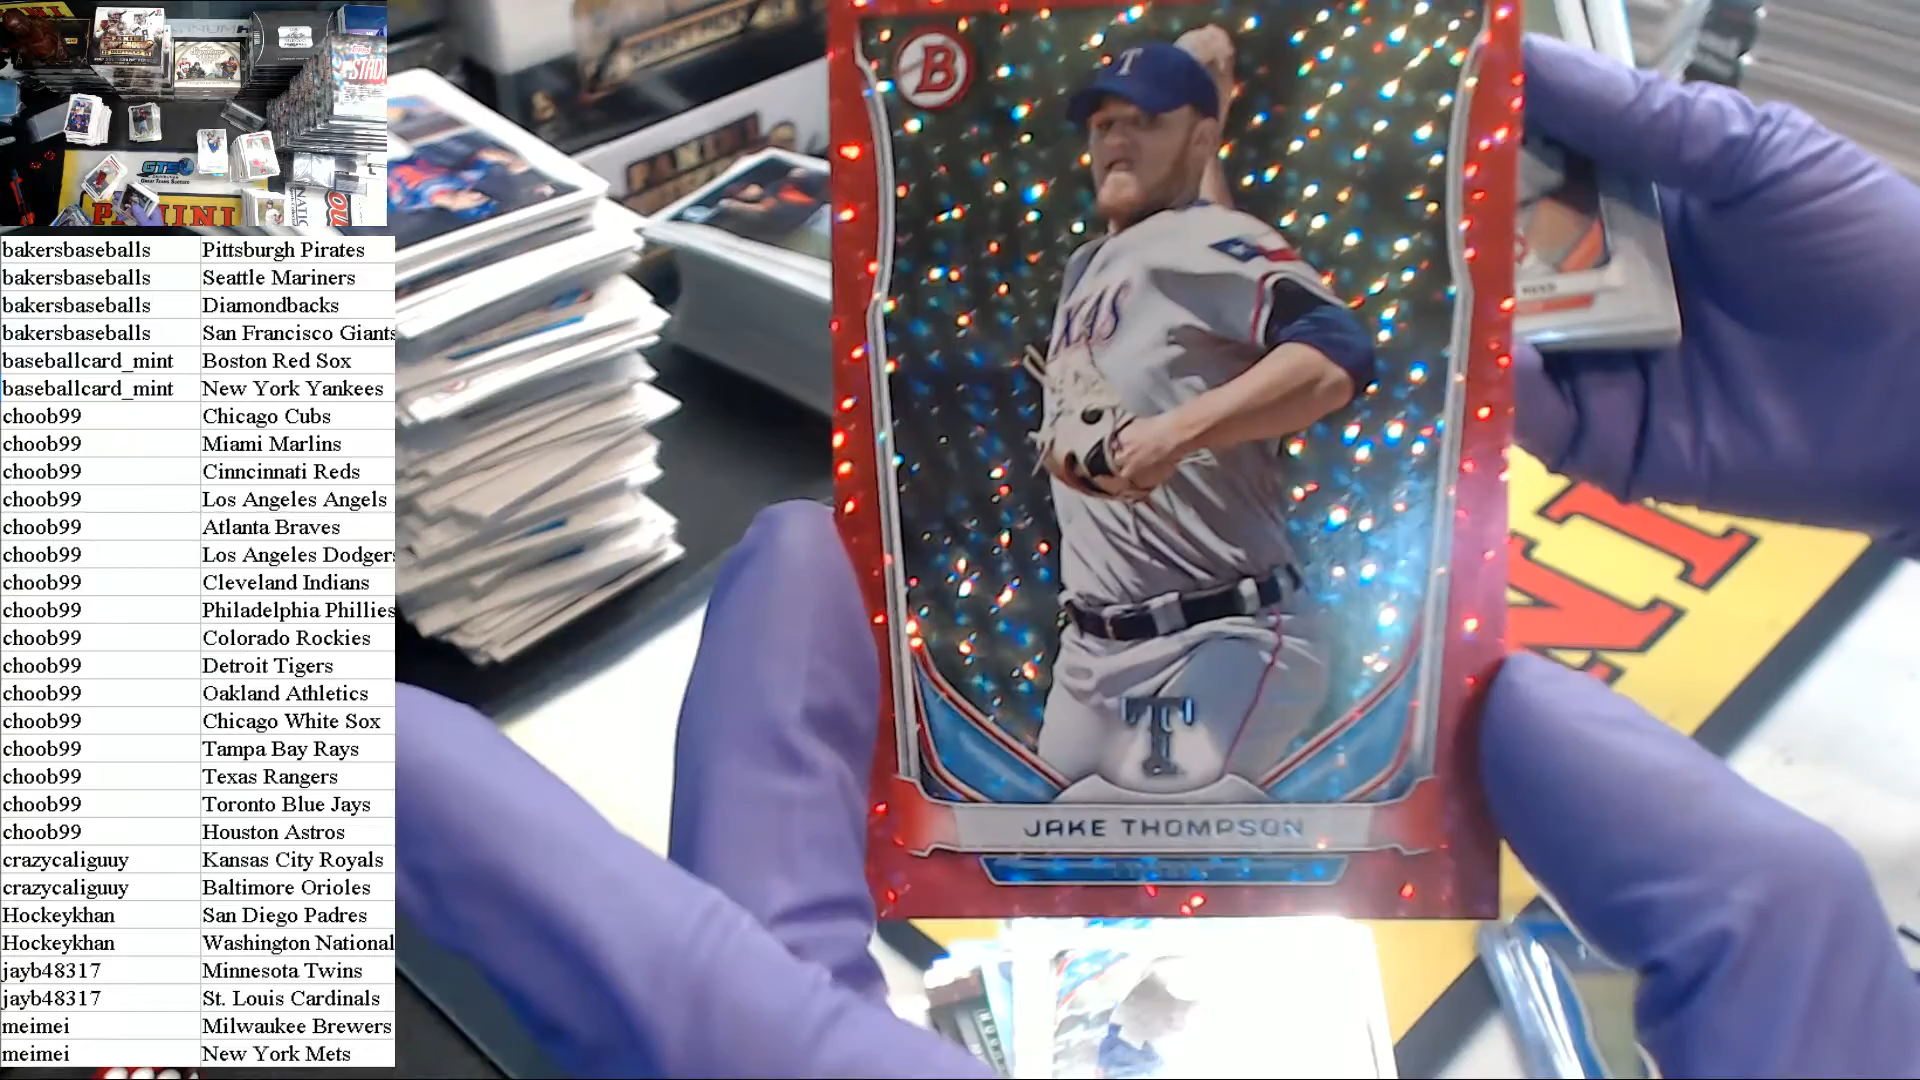 bakersbaseballs Pittsburgh Pirates
bakersbaseballs Seattle Mariners
bakersbaseballs Diamondbacks
bakersbaseballs San Francisco Giants
baseballcard_mint Boston Red Sox
baseballcard_mint New York Yankees
choob99 Chicago Cubs
choob99 Miami Marlins
choob99 Cinncinnati Reds
choob99 Los Angeles Angels
choob99 Atlanta Braves
choob99 Los Angeles Dodgers
choob99 Cleveland Indians
choob99 Philadelphia Phillies
choob99 Colorado Rockies
choob99 Detroit Tigers
choob99 Oakland Athletics
choob99 Chicago White Sox
choob99 Tampa Bay Rays
choob99 Texas Rangers
choob99 Toronto Blue Jays
choob99 Houston Astros
crazycaliguuy Kansas City Royals
crazycaliguuy Baltimore Orioles
Hockeykhan San Diego Padres
Hockeykhan Washington National
jayb48317 Minnesota Twins
jayb48317 St. Louis Cardinals
meimei Milwaukee Brewers
meimei New York Mets
GTS
PANINI
B
T
XAS
T
JAKE THOMPSON
PANINI
NI